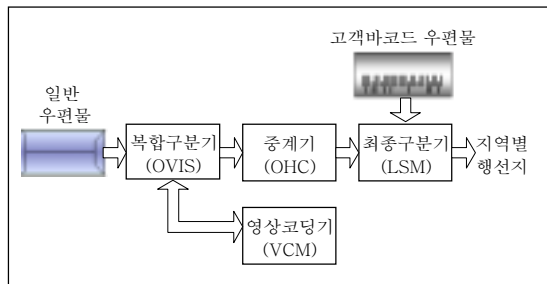 고객바코드 우편물
일반
우편물
복합구분기
(OVIS)
중계기
(OHC)
최종구분기
(LSM)
지역별
행선지
영상코딩기
(VCM)